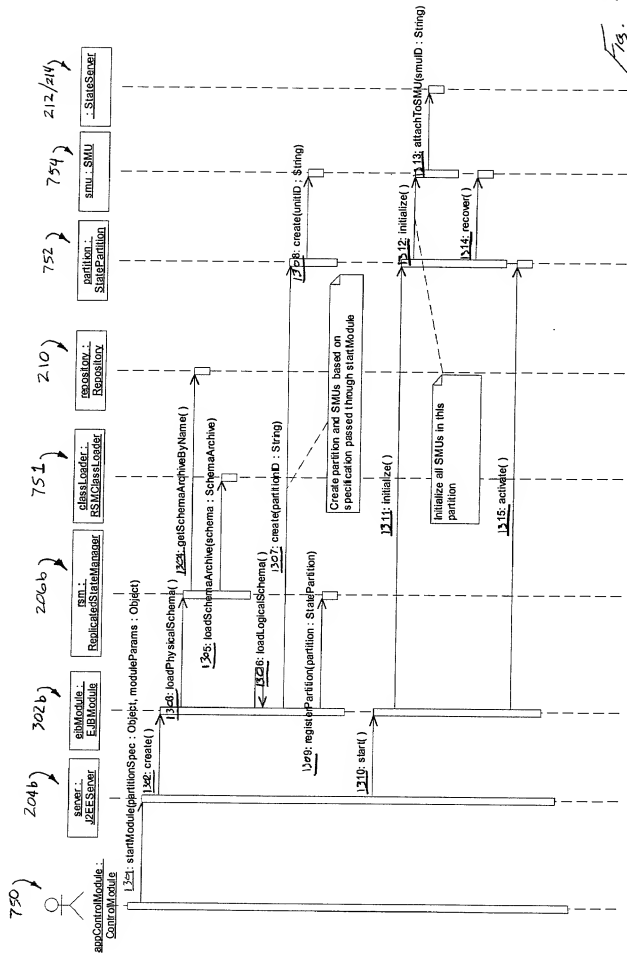 750
appControlModule :
ControlModule
204b
server :
J2EEServer
302b
ejbModule :
EJBModule
206b
rsm :
ReplicatedStateManager
751
classLoader :
RSMClassLoader
210
repository :
Repository
752
partition :
StatePartition
754
smu : SMU
212/214
: StateServer
1301: startModule(partitionSpec : Object, moduleParams : Object)
1302: create()
1303: loadPhysicalSchema()
1304: getSchemaArchiveByName()
1305: loadSchemaArchive(schema : SchemaArchive)
1306: loadLogicalSchema()
1307: create(partitionID : String)
1308: create(unitID : String)
1309: registerPartition(partition : StatePartition)
Create partition and SMUs based on
specification passed through startModule
1310: start()
1311: initialize()
1312: initialize()
1313: attachToSMU(smuID : String)
1314: recover()
Initialize all SMUs in this
partition
1315: activate()
Fig.